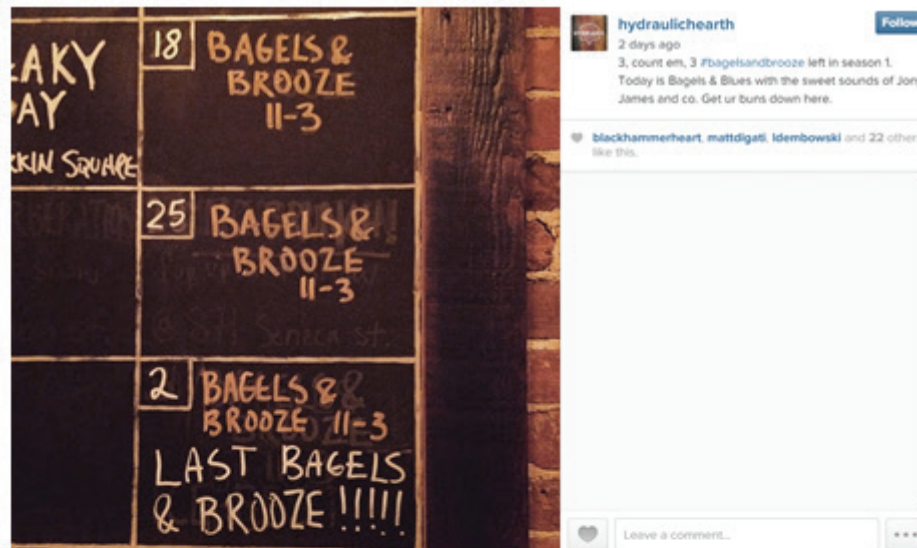 AKY
AY
KIN SQUARE
18
BAGELS &
BROOZE
11-3
25
BAGELS &
BROOZE
11-3
@ Seneca st.
2
BAGELS &
BROOZE 11-3
LAST BAGELS
& BROOZE !!!!!
hydraulichearth
Follow
2 days ago
3, count em, 3 #bagelsandbrooze left in season 1.
Today is Bagels & Blues with the sweet sounds of Jon
James and co. Get ur buns down here.
blackhammerheart, mattdigati, ldembowski and 22 other
like this.
Leave a comment...